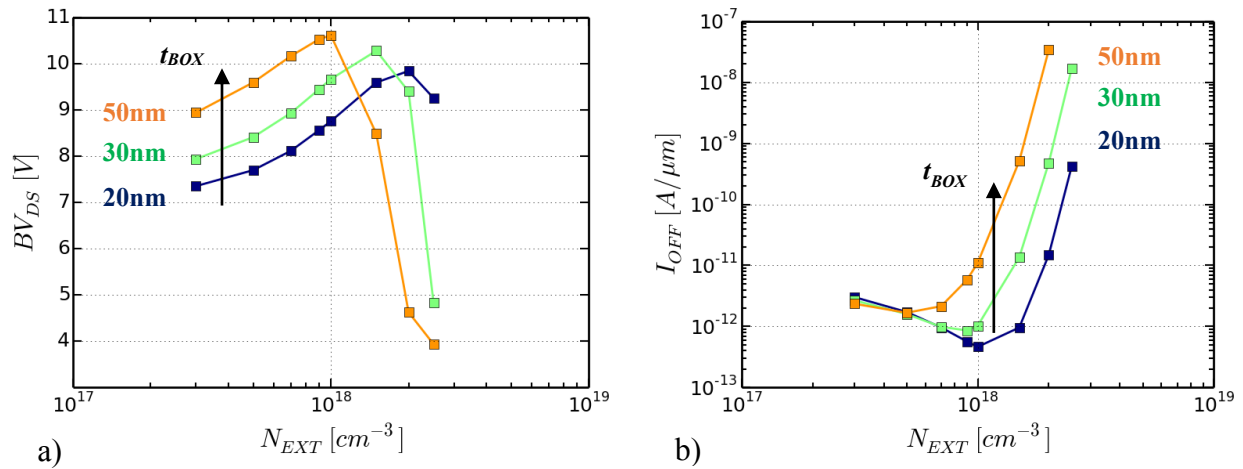 11
10
9
8
7
6
5
4
BV_DS [V]
t_BOX
50nm
30nm
20nm
10^17
10^18
10^19
N_EXT [cm^-3]
a)
10^-7
10^-8
10^-9
10^-10
10^-11
10^-12
10^-13
I_OFF [A/μm]
50nm
30nm
20nm
t_BOX
10^17
10^18
10^19
N_EXT [cm^-3]
b)